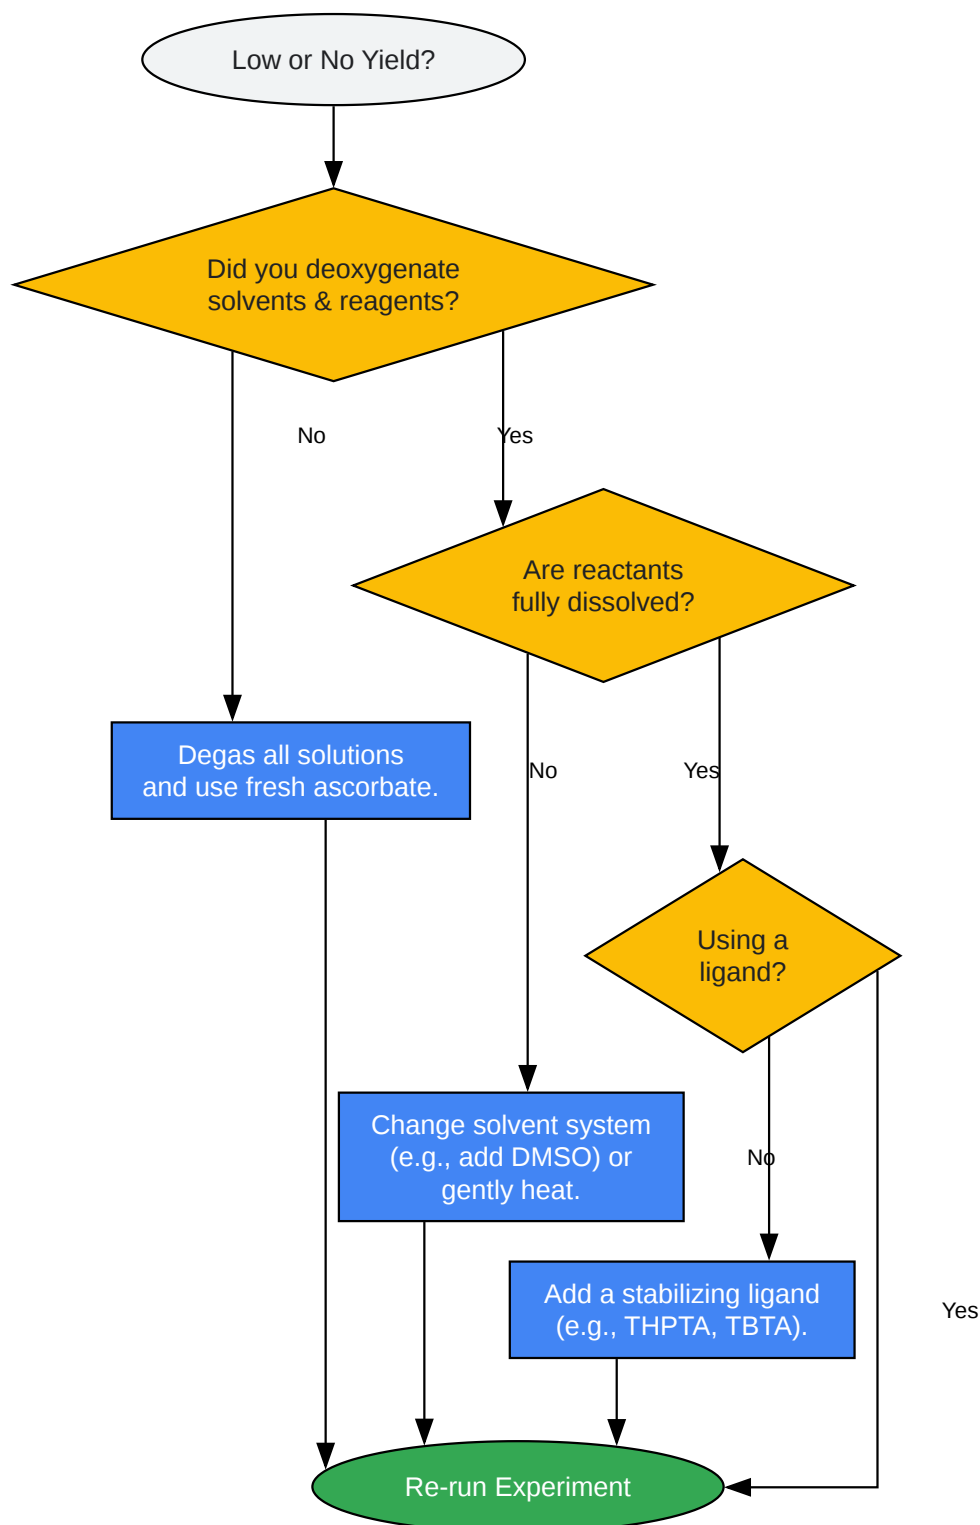 Low or No Yield?
Did you deoxygenate
solvents & reagents?
No
Yes
Are reactants
fully dissolved?
Degas all solutions
and use fresh ascorbate.
No
Yes
Using a
ligand?
Change solvent system
(e.g., add DMSO) or
gently heat.
No
Add a stabilizing ligand
(e.g., THPTA, TBTA).
Yes
Re-run Experiment